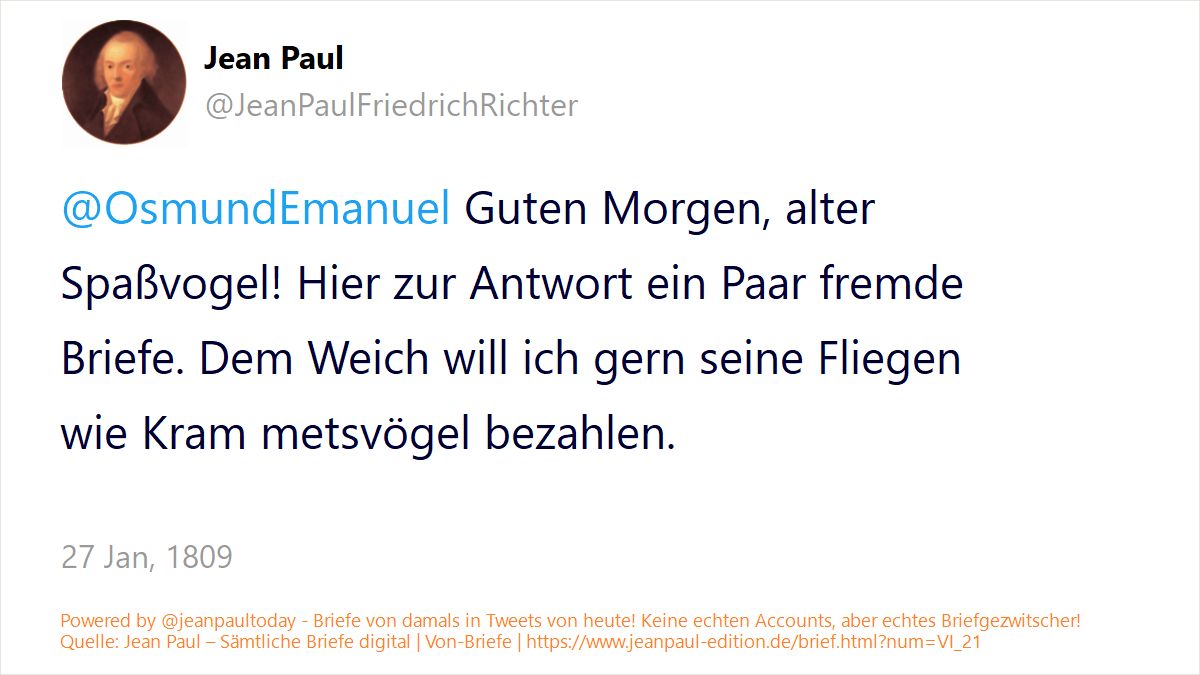 Jean Paul
@JeanPaulFriedrichRichter
@OsmundEmanuel Guten Morgen, alter
Spaßvogel! Hier zur Antwort ein Paar fremde
Briefe. Dem Weich will ich gern seine Fliegen
wie Kram metsvögel bezahlen.
27 Jan, 1809
Powered by @jeanpaultoday - Briefe von damals in Tweets von heute! Keine echten Accounts, aber echtes Briefgezwitscher!
Quelle: Jean Paul – Sämtliche Briefe digital | Von-Briefe | https://www.jeanpaul-edition.de/brief.html?num=VI_21